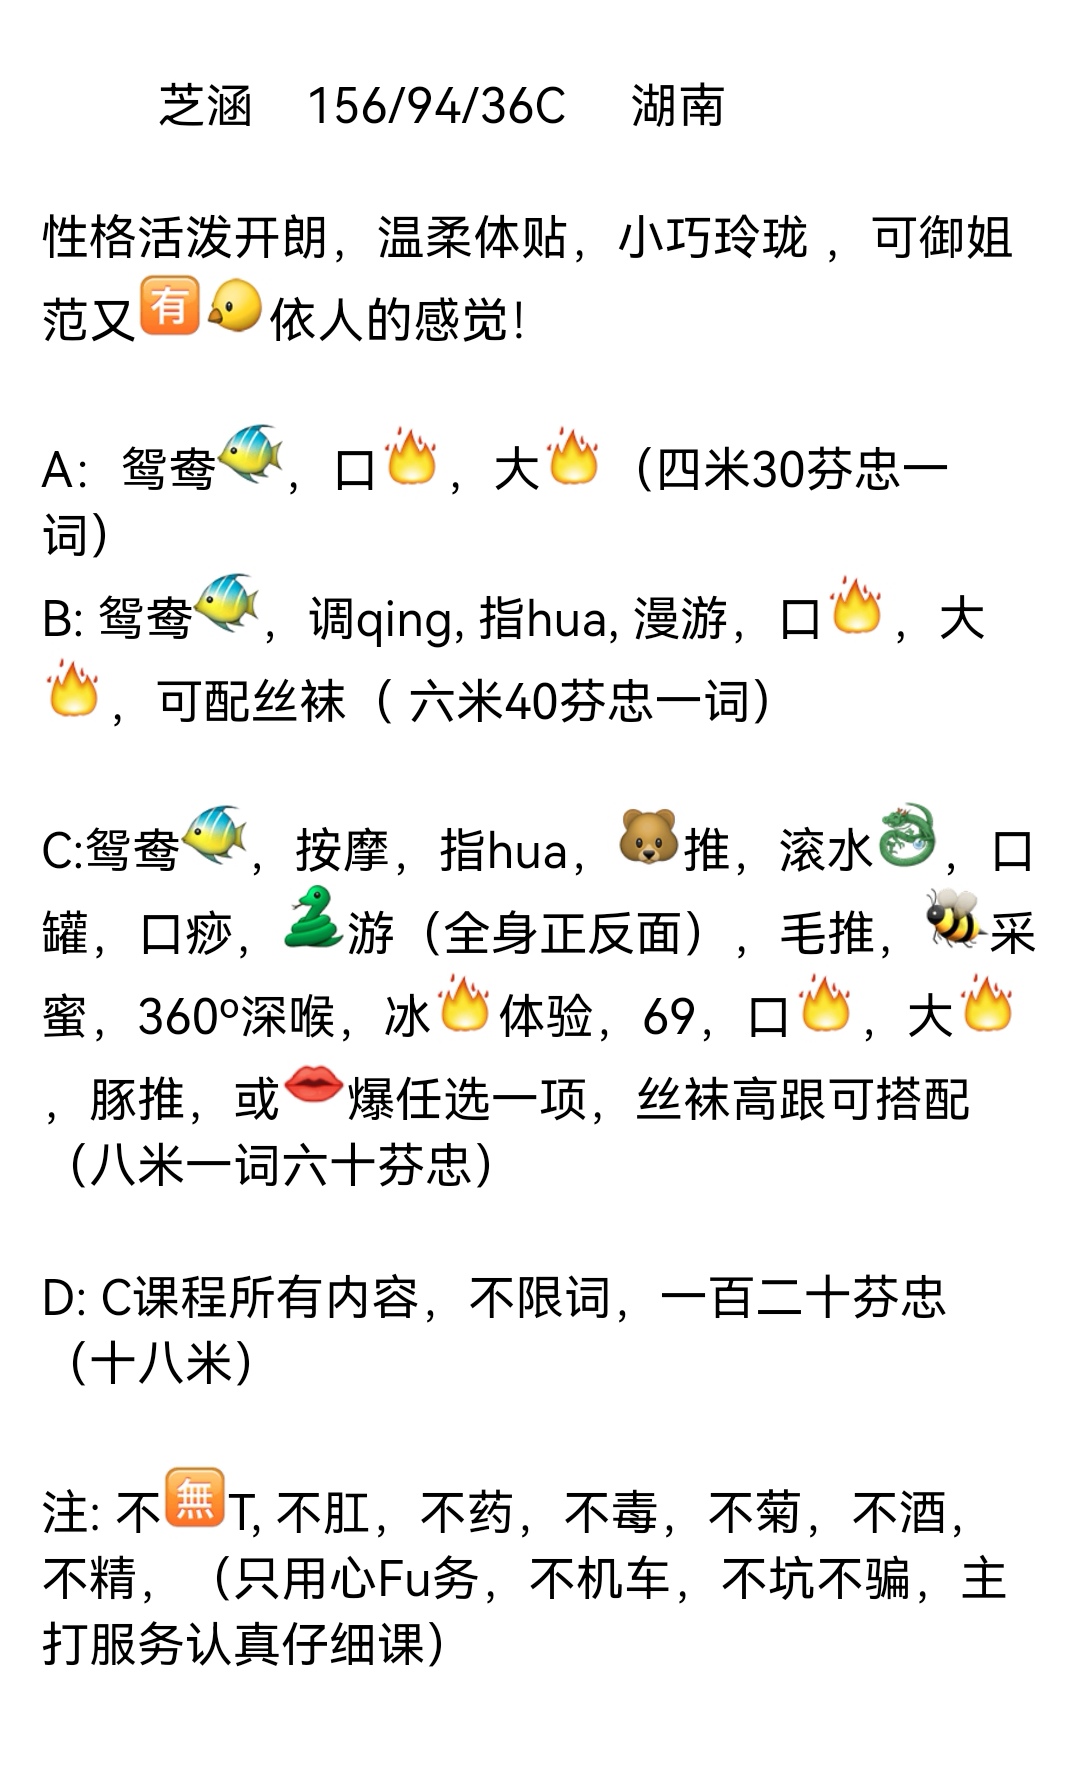 芝涵 156/94/36C 湖南
性格活泼开朗，温柔体贴，小巧玲珑 ，可御姐
范又🈶🐤依人的感觉！
A：鸳鸯🐠，口🔥，大🔥（四米30芬忠一
词）
B: 鸳鸯🐠，调qing, 指hua, 漫游，口🔥，大
🔥，可配丝袜（ 六米40芬忠一词）
C:鸳鸯🐠，按摩，指hua，🐻推，滚水🐉，口
罐，口痧，🐍游（全身正反面），毛推，🐝采
蜜，360º深喉，冰🔥体验，69，口🔥，大🔥
，豚推，或👄爆任选一项，丝袜高跟可搭配
（八米一词六十芬忠）
D: C课程所有内容，不限词，一百二十芬忠
（十八米）
注: 不🈚T, 不肛，不药，不毒，不菊，不酒，
不精，（只用心Fu务，不机车，不坑不骗，主
打服务认真仔细课）